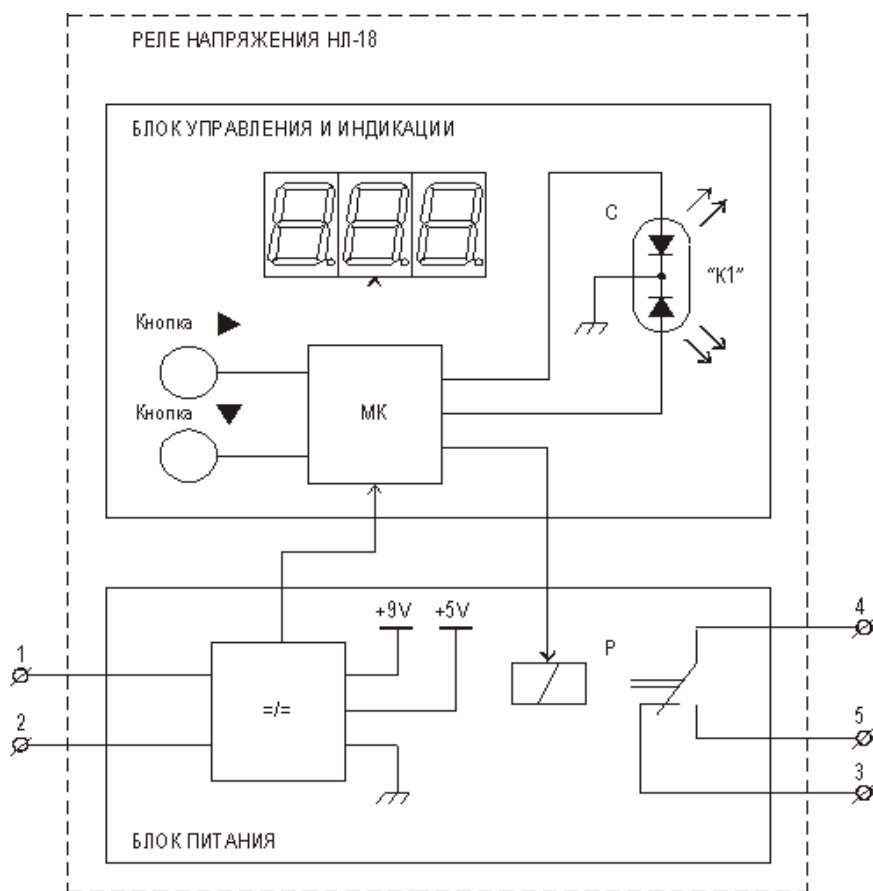 РЕЛЕ НАПРЯЖЕНИЯ НЛ-18
БЛОК УПРАВЛЕНИЯ И ИНДИКАЦИИ
С
"К1"
Кнопка
Кнопка
МК
+9V
+5V
Р
4
1
=/=
2
5
3
БЛОК ПИТАНИЯ